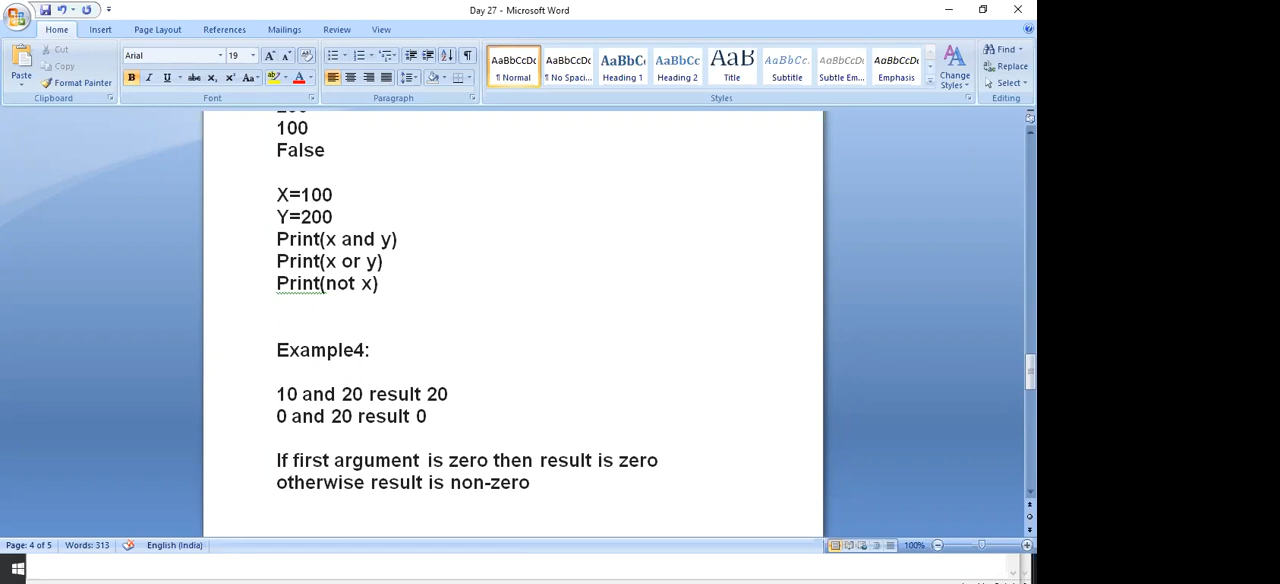 Day 27 - Microsoft Word
Home Insert Page Layout References Mailings Review View
Paste
Cut
Copy
Format Painter
Clipboard
Arial 19
Font
Paragraph
AaBbCcDc AaBbCcDc AaBbCc AaBbCc AaB AaBbCc. AaBbCcDc AaBbCcDc
¶ Normal ¶ No Spaci... Heading 1 Heading 2 Title Subtitle Subtle Em... Emphasis
Change Styles
Styles
Find
Replace
Select
Editing
100
False
X=100
Y=200
Print(x and y)
Print(x or y)
Print(not x)
Example4:
10 and 20 result 20
0 and 20 result 0
If first argument is zero then result is zero
otherwise result is non-zero
Page: 4 of 5 Words: 313 English (India) 100%